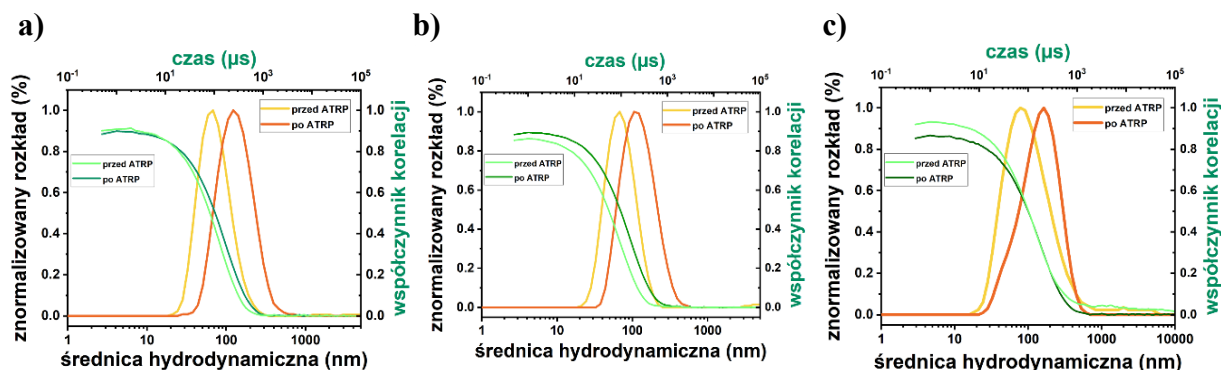 a)
czas (µs)
10⁻¹ 10¹ 10³ 10⁵
znormalizowany rozkład (%)
1.0
0.8
0.6
0.4
0.2
0.0
przed ATRP
po ATRP
przed ATRP
po ATRP
1.0
0.8
0.6
0.4
0.2
0.0
współczynnik korelacji
1 10 100 1000
średnica hydrodynamiczna (nm)
b)
czas (µs)
10⁻¹ 10¹ 10³ 10⁵
znormalizowany rozkład (%)
1.0
0.8
0.6
0.4
0.2
0.0
przed ATRP
po ATRP
przed ATRP
po ATRP
1.0
0.8
0.6
0.4
0.2
0.0
współczynnik korelacji
1 10 100 1000
średnica hydrodynamiczna (nm)
c)
czas (µs)
10⁻¹ 10¹ 10³ 10⁵
znormalizowany rozkład (%)
1.0
0.8
0.6
0.4
0.2
0.0
przed ATRP
po ATRP
przed ATRP
po ATRP
1.0
0.8
0.6
0.4
0.2
0.0
współczynnik korelacji
1 10 100 1000 10000
średnica hydrodynamiczna (nm)